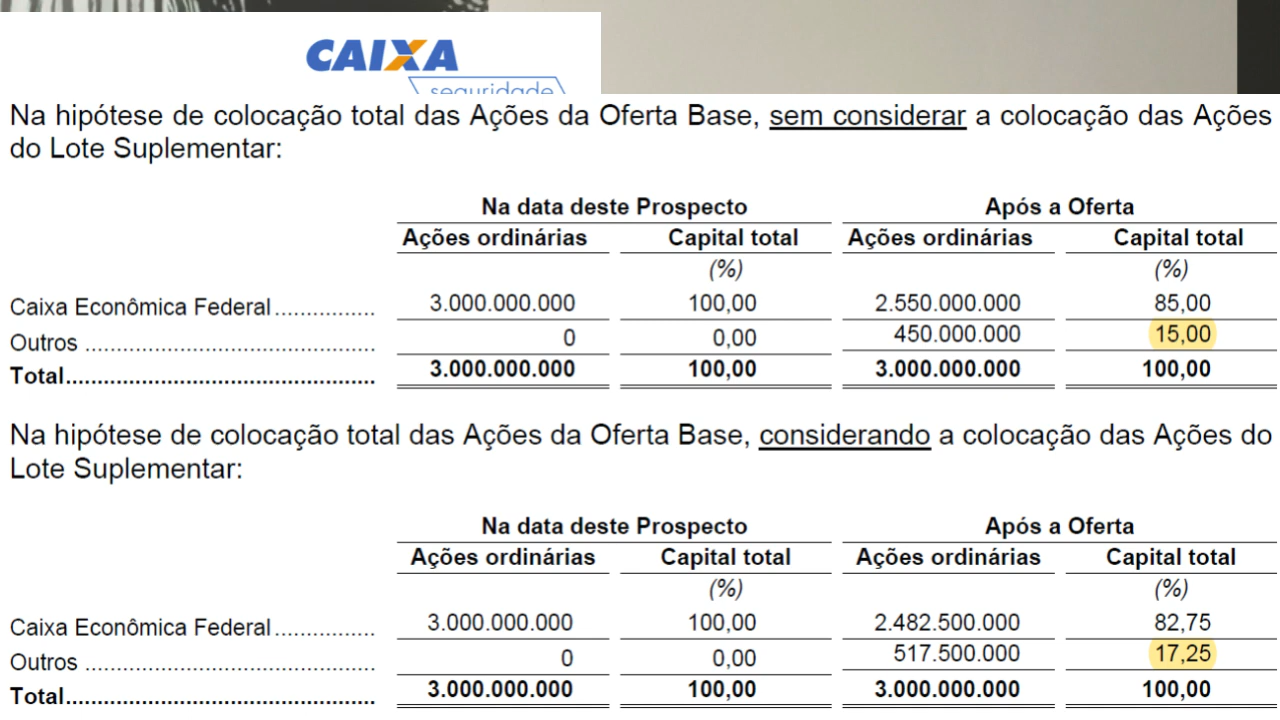 CAIXA
seguridade
Na hipótese de colocação total das Ações da Oferta Base, sem considerar a colocação das Ações
do Lote Suplementar:
Na data deste Prospecto Após a Oferta
Ações ordinárias Capital total Ações ordinárias Capital total
(%) (%)
Caixa Econômica Federal................ 3.000.000.000 100,00 2.550.000.000 85,00
Outros .............................................. 0 0,00 450.000.000 15,00
Total................................................. 3.000.000.000 100,00 3.000.000.000 100,00
Na hipótese de colocação total das Ações da Oferta Base, considerando a colocação das Ações do
Lote Suplementar:
Na data deste Prospecto Após a Oferta
Ações ordinárias Capital total Ações ordinárias Capital total
(%) (%)
Caixa Econômica Federal................ 3.000.000.000 100,00 2.482.500.000 82,75
Outros .............................................. 0 0,00 517.500.000 17,25
Total................................................. 3.000.000.000 100,00 3.000.000.000 100,00